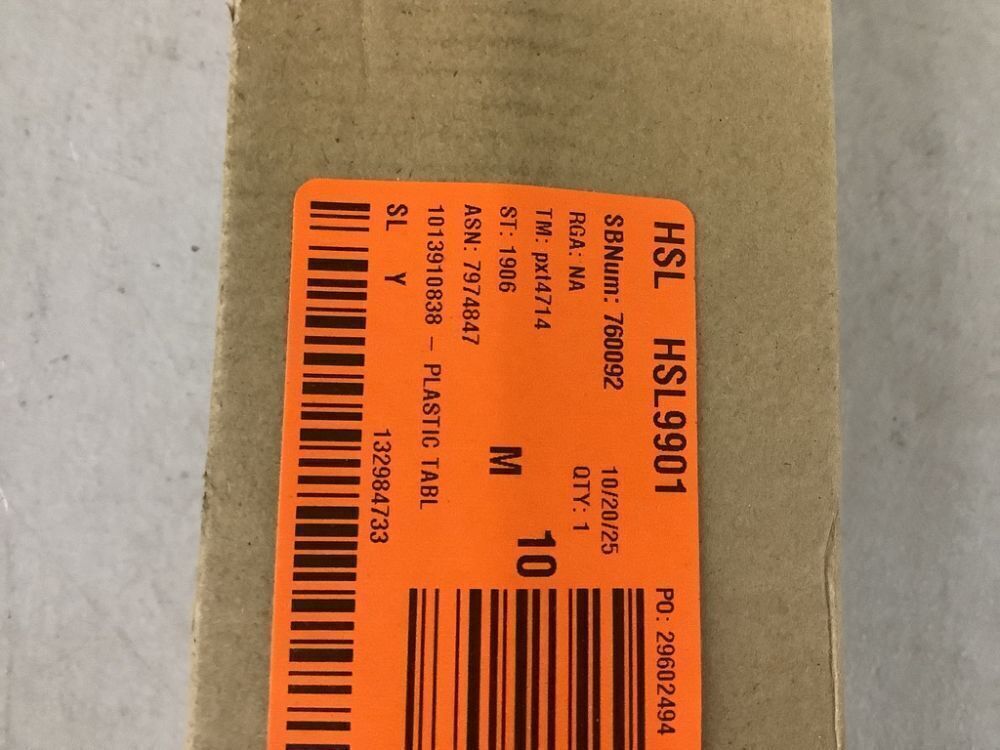 HSL HSL9901 PO: 29602494
SBNum: 760092 10/20/25
RGA: NA QTY: 1
TM: pxt4714 10
ST: 1906 M
ASN: 7974847
1013910838 - PLASTIC TABL
SL Y 132984733